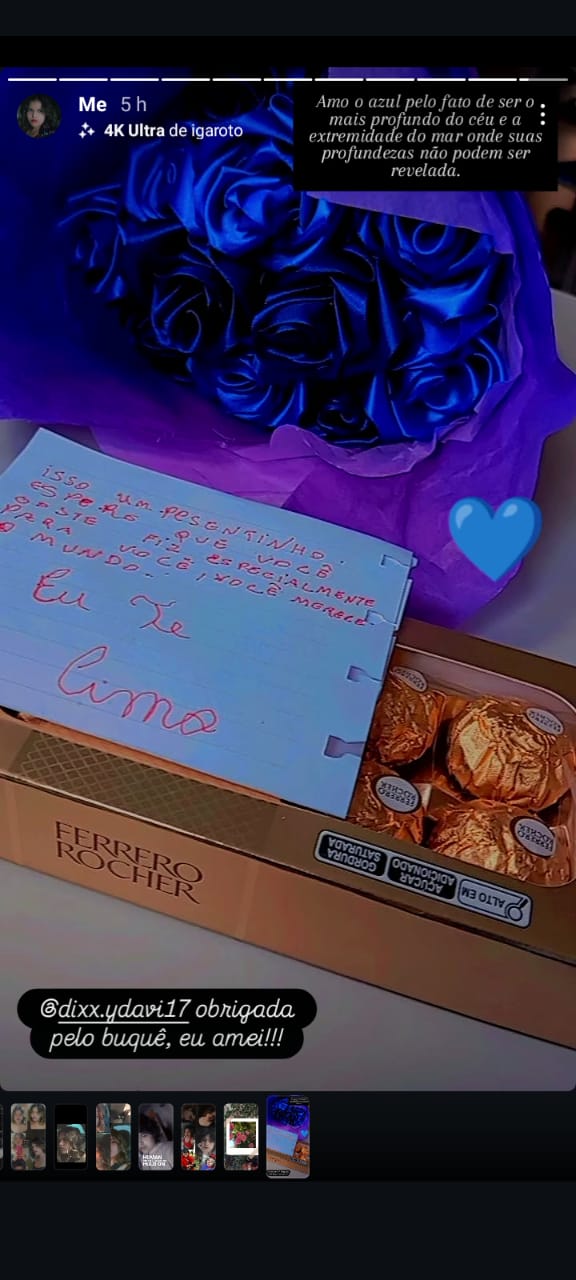 Me 5 h
4K Ultra de igaroto
Amo o azul pelo fato de ser o
mais profundo do céu e a
extremidade do mar onde suas
profundezas não podem ser
revelada.
ISSO UM PESENTINHO.
ESPERO QUE VOCÊ
GOSTE FIZ ESPECIALMENTE
PARA VOCÊ, VOCÊ MERECE
O MUNDO..
Eu Te
Amo
FERRERO
ROCHER
FERRERO
ROCHER
FERRERO
ROCHER
FERRERO
ROCHER
ALTO EM
AÇÚCAR
ADICIONADO
GORDURA
SATURADA
@dixx.ydavi17 obrigada
pelo buquê, eu amei!!!